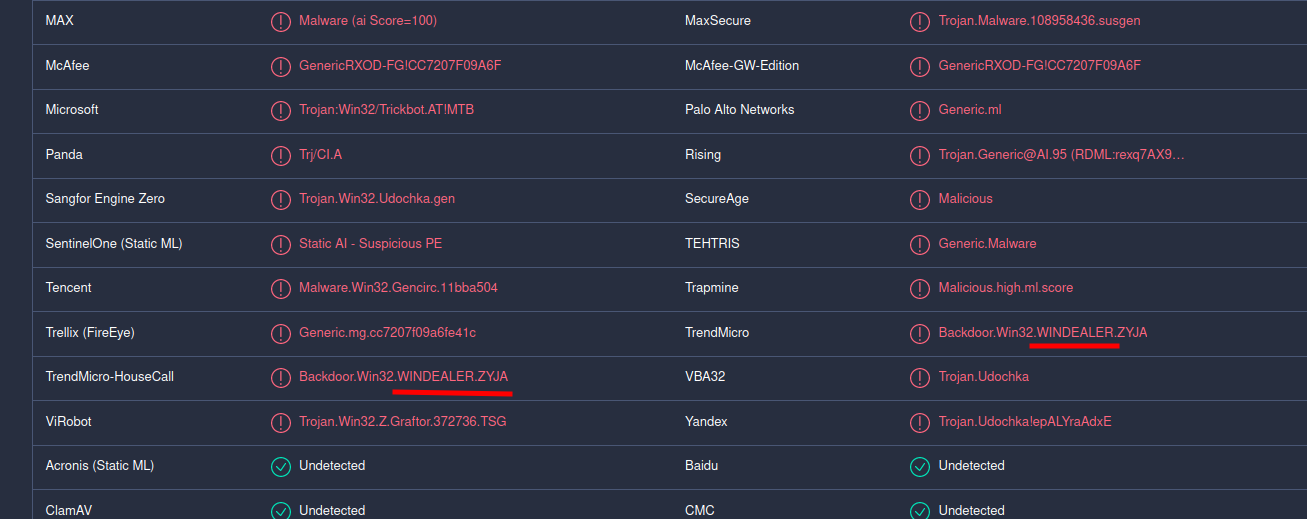 MAX Malware (ai Score=100) MaxSecure Trojan.Malware.108958436.susgen
McAfee GenericRXOD-FG!CC7207F09A6F McAfee-GW-Edition GenericRXOD-FG!CC7207F09A6F
Microsoft Trojan:Win32/Trickbot.AT!MTB Palo Alto Networks Generic.ml
Panda Trj/CI.A Rising Trojan.Generic@AI.95 (RDML:rexq7AX9...
Sangfor Engine Zero Trojan.Win32.Udochka.gen SecureAge Malicious
SentinelOne (Static ML) Static AI - Suspicious PE TEHTRIS Generic.Malware
Tencent Malware.Win32.Gencirc.11bba504 Trapmine Malicious.high.ml.score
Trellix (FireEye) Generic.mg.cc7207f09a6fe41c TrendMicro Backdoor.Win32.WINDEALER.ZYJA
TrendMicro-HouseCall Backdoor.Win32.WINDEALER.ZYJA VBA32 Trojan.Udochka
ViRobot Trojan.Win32.Z.Graftor.372736.TSG Yandex Trojan.Udochka!epALYraAdxE
Acronis (Static ML) Undetected Baidu Undetected
ClamAV Undetected CMC Undetected